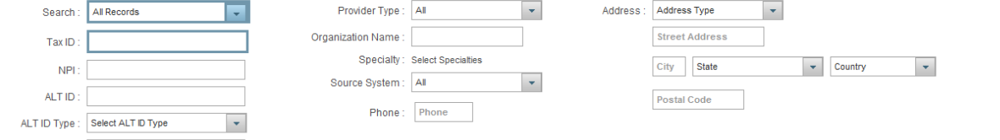 Search : All Records
Tax ID :
NPI :
ALT ID :
ALT ID Type : Select ALT ID Type
Provider Type : All
Organization Name :
Specialty : Select Specialties
Source System : All
Phone : Phone
Address : Address Type
Street Address
City State Country
Postal Code